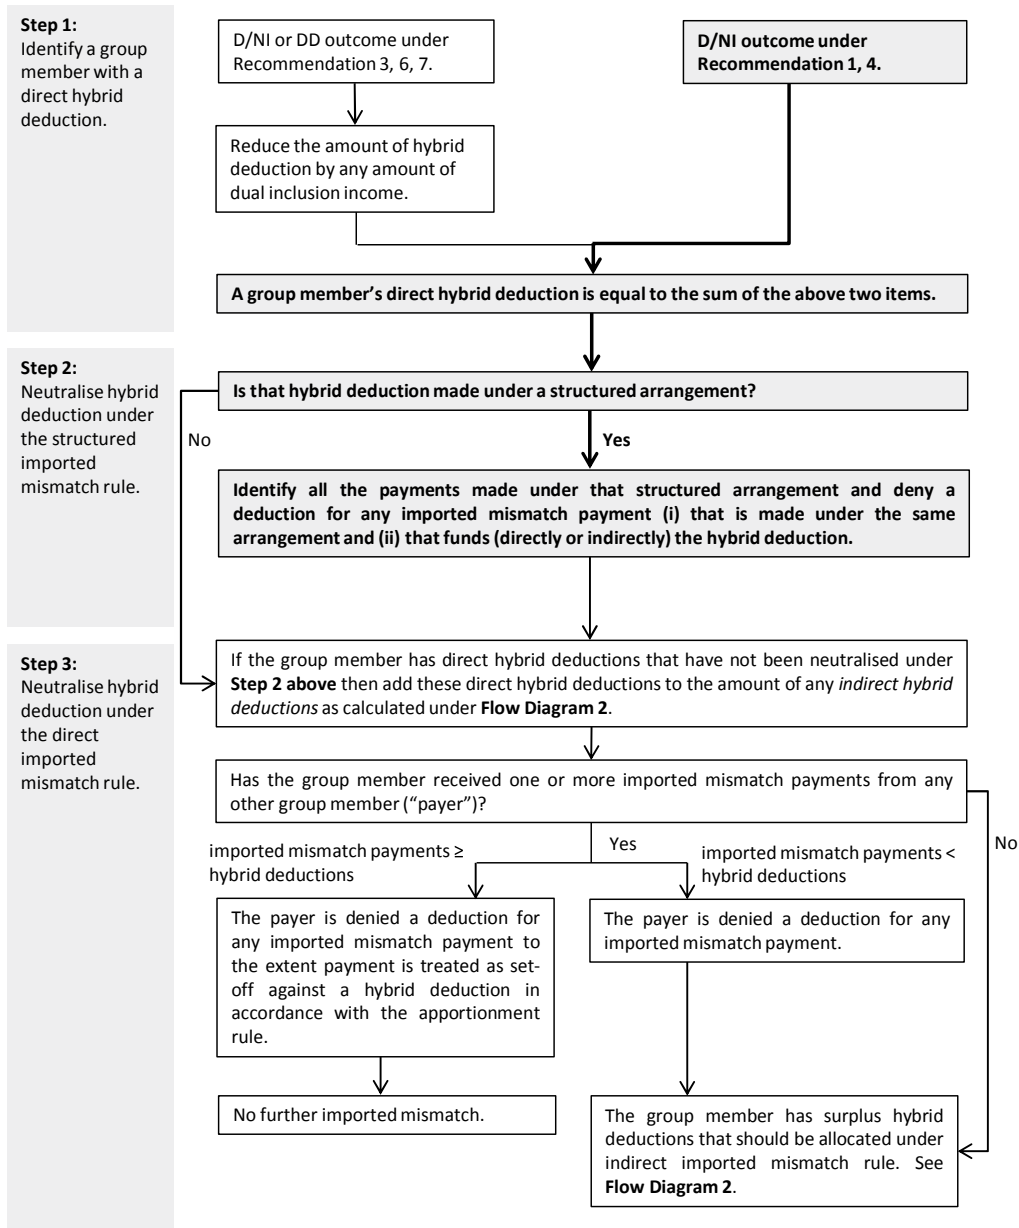 Step 1:
Identify a group
member with a
direct hybrid
deduction.
D/NI or DD outcome under
Recommendation 3, 6, 7.
D/NI outcome under
Recommendation 1, 4.
Reduce the amount of hybrid
deduction by any amount of
dual inclusion income.
A group member's direct hybrid deduction is equal to the sum of the above two items.
Step 2:
Neutralise hybrid
deduction under
the structured
imported
mismatch rule.
Is that hybrid deduction made under a structured arrangement?
No
Yes
Identify all the payments made under that structured arrangement and deny a
deduction for any imported mismatch payment (i) that is made under the same
arrangement and (ii) that funds (directly or indirectly) the hybrid deduction.
Step 3:
Neutralise hybrid
deduction under
the direct
imported
mismatch rule.
If the group member has direct hybrid deductions that have not been neutralised under
Step 2 above then add these direct hybrid deductions to the amount of any indirect hybrid
deductions as calculated under Flow Diagram 2.
Has the group member received one or more imported mismatch payments from any
other group member ("payer")?
Yes
No
imported mismatch payments ≥
hybrid deductions
imported mismatch payments <
hybrid deductions
The payer is denied a deduction for
any imported mismatch payment to
the extent payment is treated as set-
off against a hybrid deduction in
accordance with the apportionment
rule.
The payer is denied a deduction for any
imported mismatch payment.
No further imported mismatch.
The group member has surplus hybrid
deductions that should be allocated under
indirect imported mismatch rule. See
Flow Diagram 2.